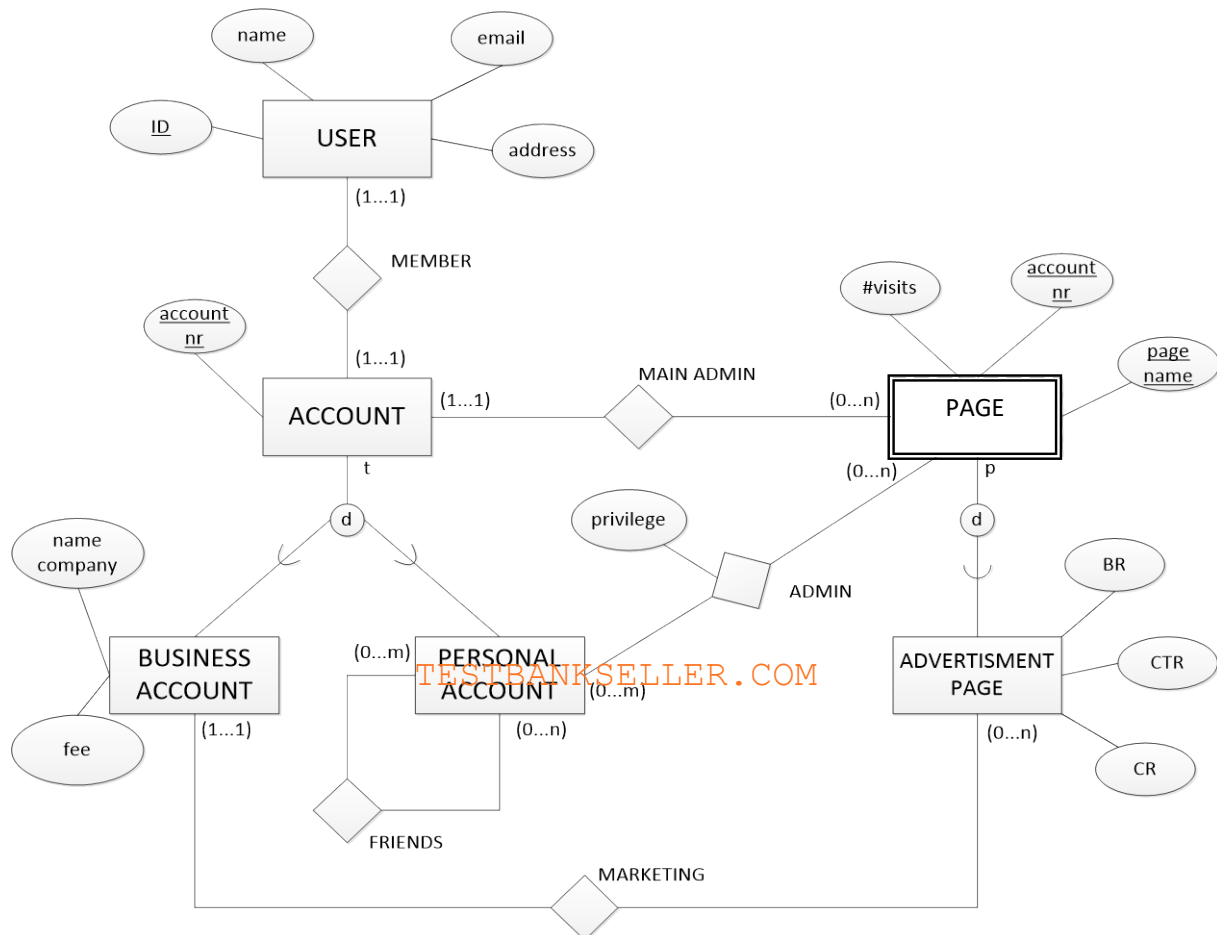 name
email
ID
USER
address
(1...1)
MEMBER
#visits
account
nr
account
nr
page
name
(1...1)
MAIN ADMIN
ACCOUNT
(1...1)
(0...n)
PAGE
t
(0...n)
p
privilege
d
d
name
company
BR
ADMIN
BUSINESS
ACCOUNT
(0...m)
PERSONAL
ACCOUNT
TESTBANKSELLER.COM
(0...m)
ADVERTISMENT
PAGE
CTR
(1...1)
(0...n)
(0...n)
fee
CR
FRIENDS
MARKETING